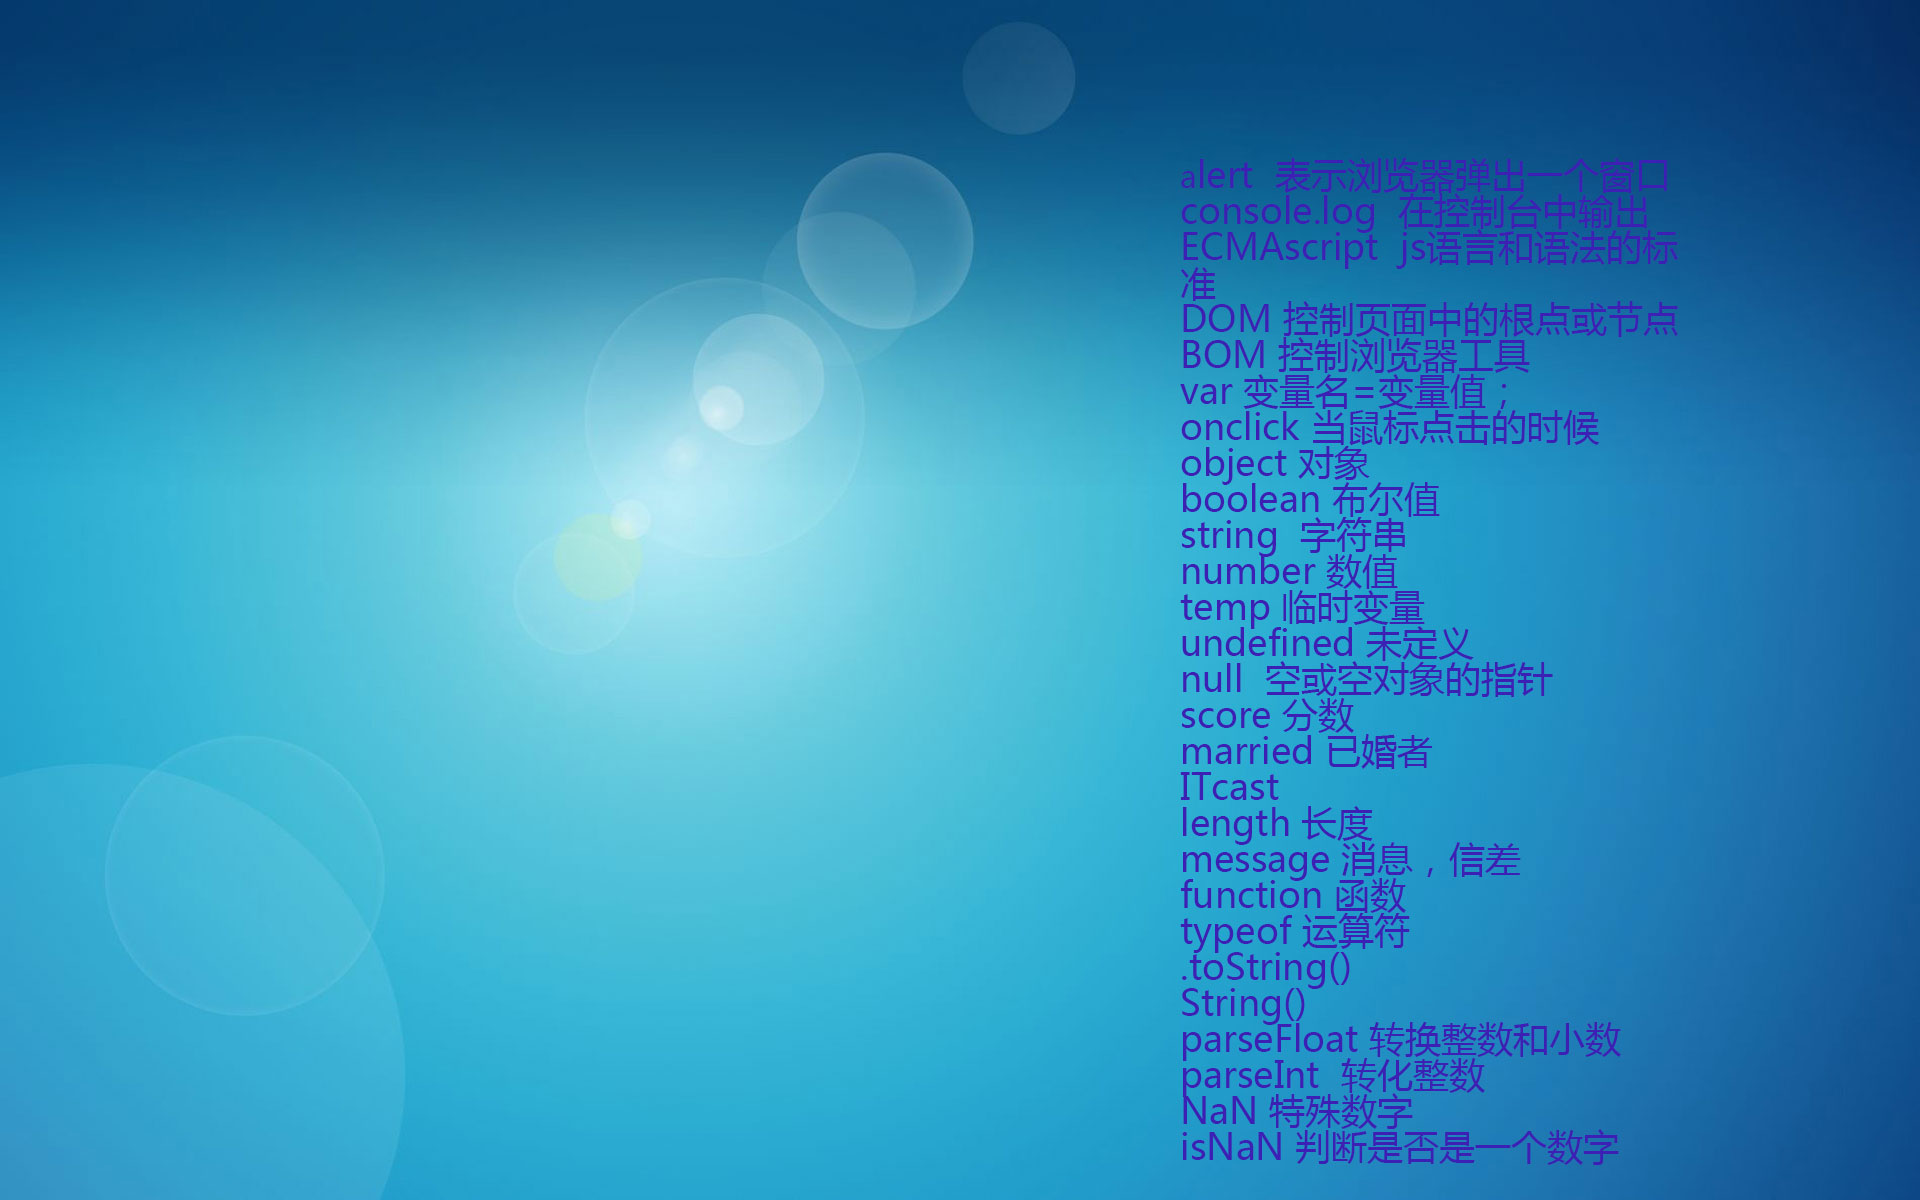 alert  表示浏览器弹出一个窗口
console.log  在控制台中输出
ECMAscript  js语言和语法的标
准
DOM 控制页面中的根点或节点
BOM 控制浏览器工具
var 变量名=变量值；
onclick 当鼠标点击的时候
object 对象
boolean 布尔值
string  字符串
number 数值
temp 临时变量
undefined 未定义
null  空或空对象的指针
score 分数
married 已婚者
ITcast
length 长度
message 消息，信差
function 函数
typeof 运算符
.toString()
String()
parseFloat 转换整数和小数
parseInt  转化整数
NaN 特殊数字
isNaN 判断是否是一个数字